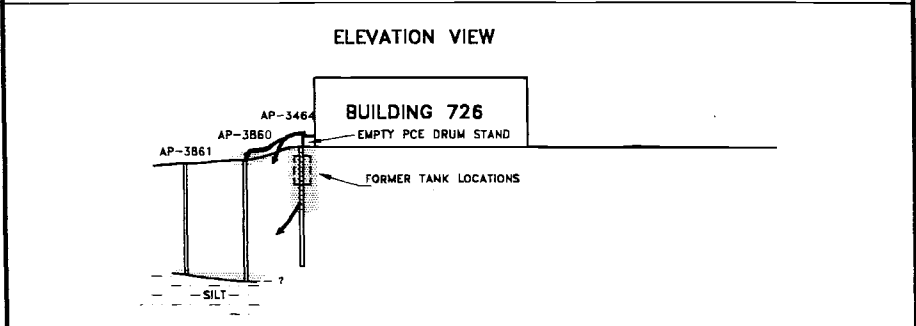 ELEVATION VIEW
AP-3464
BUILDING 726
AP-3860
EMPTY PCE DRUM STAND
AP-3861
FORMER TANK LOCATIONS
?
SILT